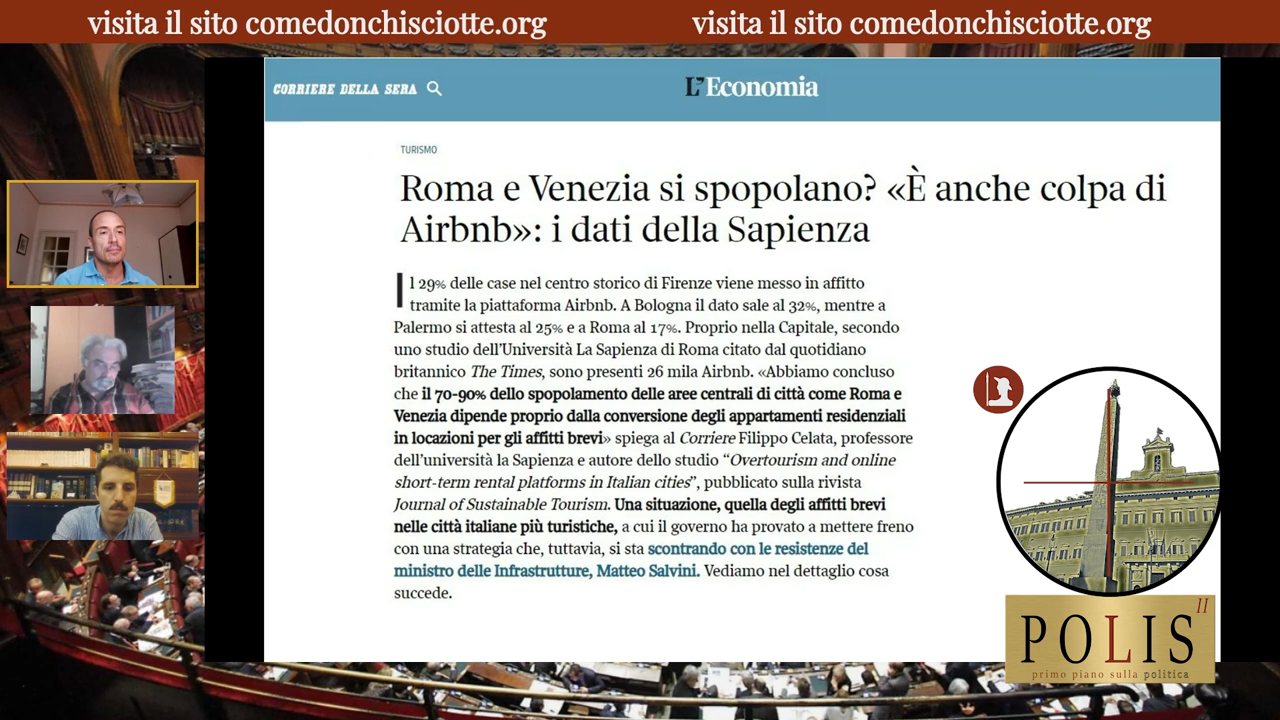 visita il sito comedonchisciotte.org
visita il sito comedonchisciotte.org
CORRIERE DELLA SERA
L'Economia
TURISMO
Roma e Venezia si spopolano? «È anche colpa di
Airbnb»: i dati della Sapienza
Il 29% delle case nel centro storico di Firenze viene messo in affitto
tramite la piattaforma Airbnb. A Bologna il dato sale al 32%, mentre a
Palermo si attesta al 25% e a Roma al 17%. Proprio nella Capitale, secondo
uno studio dell'Università La Sapienza di Roma citato dal quotidiano
britannico The Times, sono presenti 26 mila Airbnb. «Abbiamo concluso
che il 70-90% dello spopolamento delle aree centrali di città come Roma e
Venezia dipende proprio dalla conversione degli appartamenti residenziali
in locazioni per gli affitti brevi» spiega al Corriere Filippo Celata, professore
dell'università la Sapienza e autore dello studio “Overtourism and online
short-term rental platforms in Italian cities”, pubblicato sulla rivista
Journal of Sustainable Tourism. Una situazione, quella degli affitti brevi
nelle città italiane più turistiche, a cui il governo ha provato a mettere freno
con una strategia che, tuttavia, si sta scontrando con le resistenze del
ministro delle Infrastrutture, Matteo Salvini. Vediamo nel dettaglio cosa
succede.
POLIS II
primo piano sulla politica